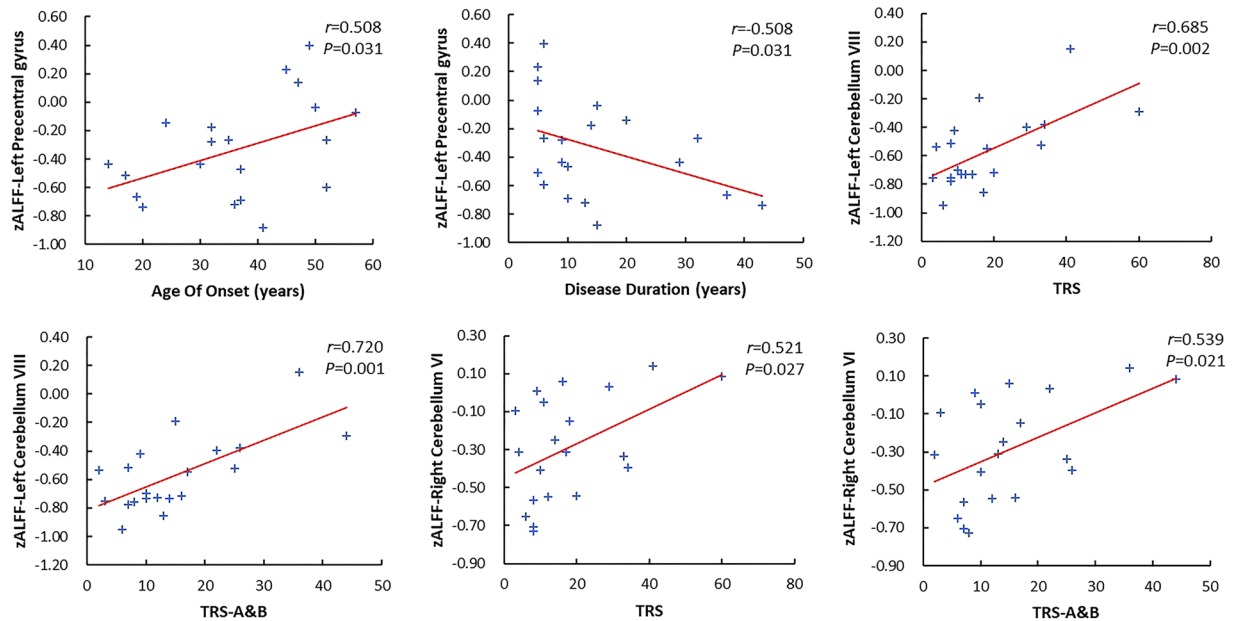 zALFF-Left Precentral gyrus
0.60
0.40
0.20
0.00
-0.20
-0.40
-0.60
-0.80
-1.00
r=0.508
P=0.031
10 20 30 40 50 60
Age Of Onset (years)
zALFF-Left Precentral gyrus
0.60
0.40
0.20
0.00
-0.20
-0.40
-0.60
-0.80
-1.00
r=-0.508
P=0.031
0 10 20 30 40 50
Disease Duration (years)
zALFF-Left Cerebellum VIII
0.40
0.20
0.00
-0.20
-0.40
-0.60
-0.80
-1.00
-1.20
r=0.685
P=0.002
0 20 40 60 80
TRS
zALFF-Left Cerebellum VIII
0.40
0.20
0.00
-0.20
-0.40
-0.60
-0.80
-1.00
-1.20
r=0.720
P=0.001
0 10 20 30 40 50
TRS-A&B
zALFF-Right Cerebellum VI
0.30
0.10
-0.10
-0.30
-0.50
-0.70
-0.90
r=0.521
P=0.027
0 20 40 60 80
TRS
zALFF-Right Cerebellum VI
0.30
0.10
-0.10
-0.30
-0.50
-0.70
-0.90
r=0.539
P=0.021
0 10 20 30 40 50
TRS-A&B